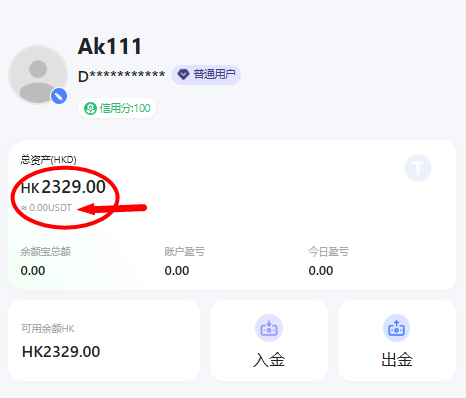 Ak111
D*********** 普通用户
信用分:100
总资产(HKD)
HK 2329.00
≈ 0.00USDT
余额宝总额 账户盈亏 今日盈亏
0.00 0.00 0.00
可用余额HK
HK2329.00
入金 出金